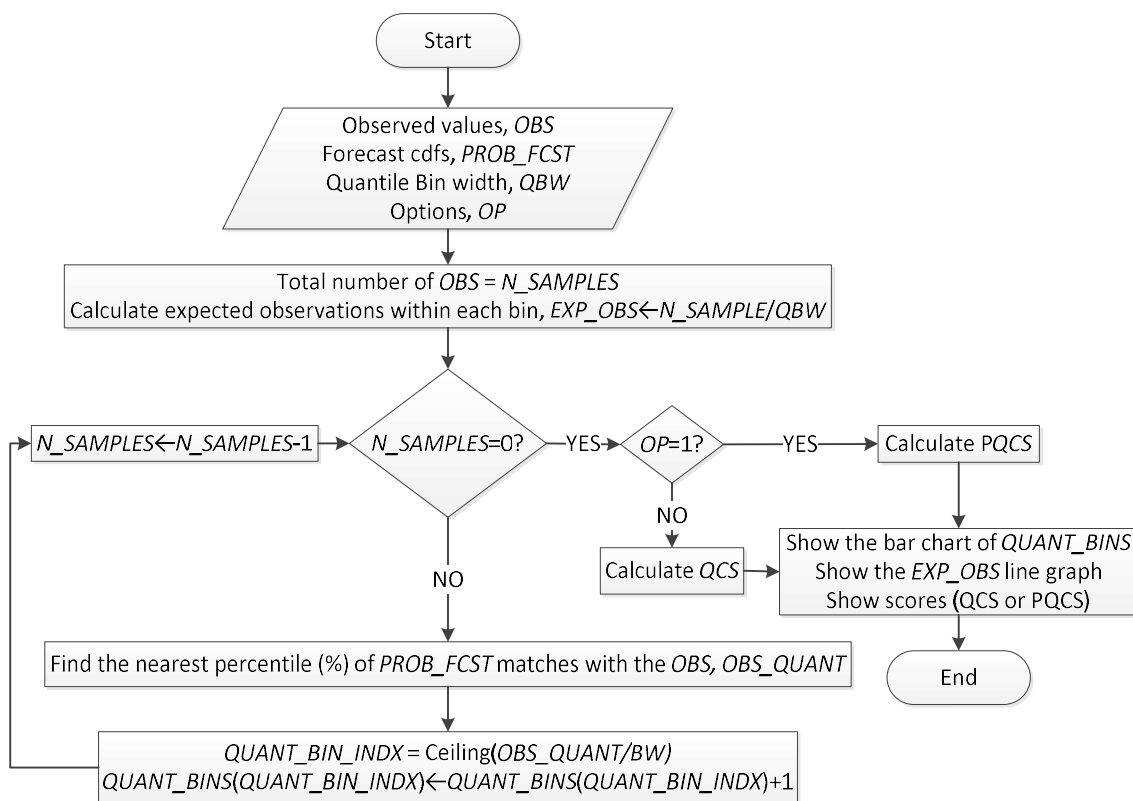 Start
Observed values, OBS
Forecast cdfs, PROB_FCST
Quantile Bin width, QBW
Options, OP
Total number of OBS = N_SAMPLES
Calculate expected observations within each bin, EXP_OBS←N_SAMPLE/QBW
N_SAMPLES←N_SAMPLES-1
N_SAMPLES=0?
YES
OP=1?
YES
Calculate PQCS
NO
Calculate QCS
Show the bar chart of QUANT_BINS
Show the EXP_OBS line graph
Show scores (QCS or PQCS)
NO
End
Find the nearest percentile (%) of PROB_FCST matches with the OBS, OBS_QUANT
QUANT_BIN_INDX = Ceiling(OBS_QUANT/BW)
QUANT_BINS(QUANT_BIN_INDX)←QUANT_BINS(QUANT_BIN_INDX)+1